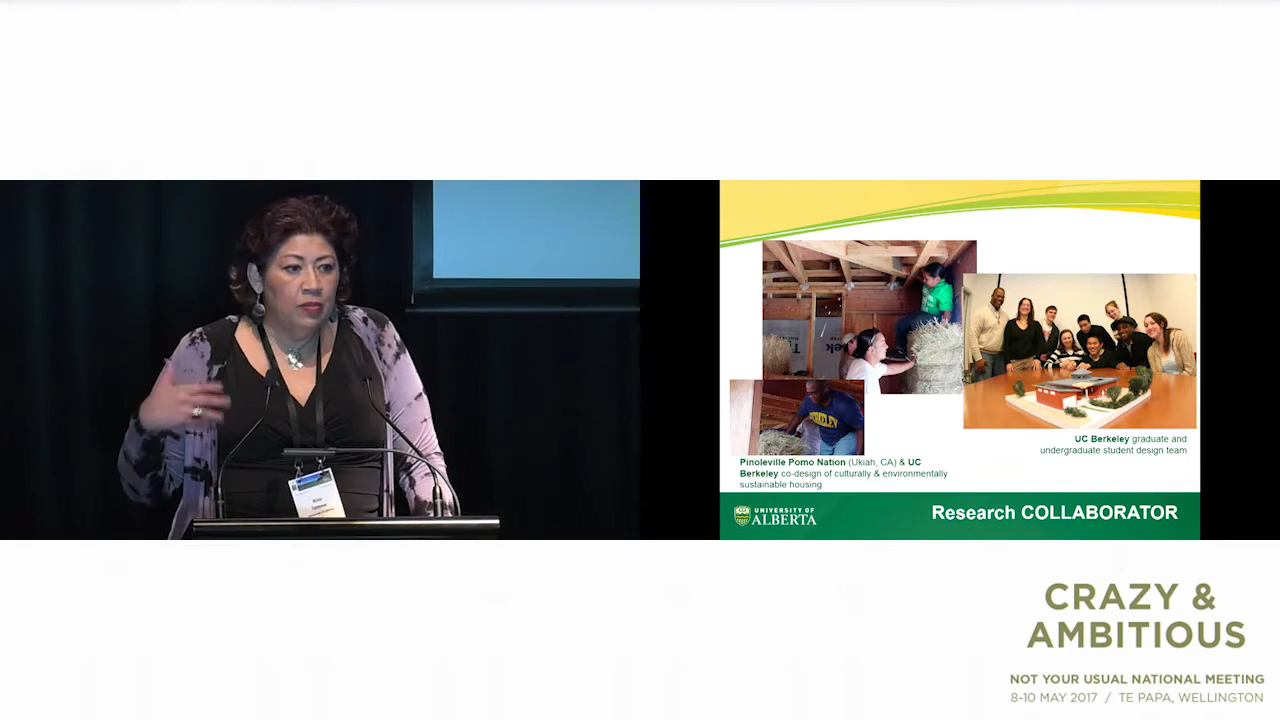 Kim
BERKELEY
Pinoleville Pomo Nation (Ukiah, CA) & UC
Berkeley co-design of culturally & environmentally
sustainable housing
UC Berkeley graduate and
undergraduate student design team
UNIVERSITY OF
ALBERTA
Research COLLABORATOR
CRAZY &
AMBITIOUS
NOT YOUR USUAL NATIONAL MEETING
8-10 MAY 2017 / TE PAPA, WELLINGTON